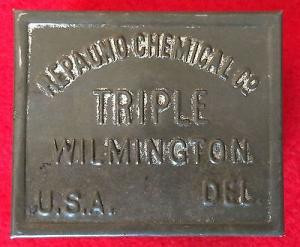 REPAUNO CHEMICAL CO
TRIPLE
WILMINGTON
U.S.A. DEL.